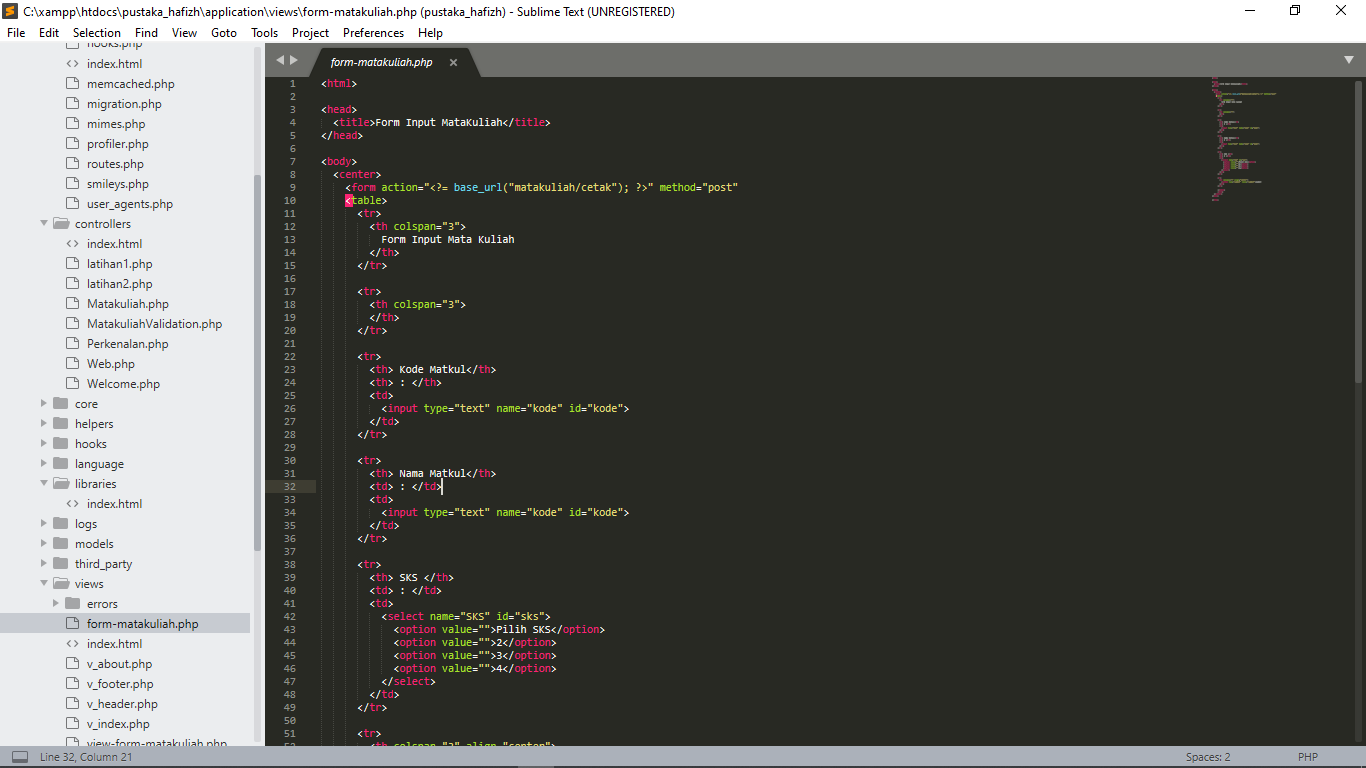 C:\xampp\htdocs\pustaka_hafizh\application\views\form-matakuliah.php (pustaka_hafizh) - Sublime Text (UNREGISTERED)
File Edit Selection Find View Goto Tools Project Preferences Help
hooks.php
index.html
memcached.php
migration.php
mimes.php
profiler.php
routes.php
smileys.php
user_agents.php
controllers
index.html
latihan1.php
latihan2.php
Matakuliah.php
MatakuliahValidation.php
Perkenalan.php
Web.php
Welcome.php
core
helpers
hooks
language
libraries
index.html
logs
models
third_party
views
errors
form-matakuliah.php
index.html
v_about.php
v_footer.php
v_header.php
v_index.php
view-form-matakuliah.php
form-matakuliah.php
1 <html>
2
3 <head>
4 <title>Form Input MataKuliah</title>
5 </head>
6
7 <body>
8 <center>
9 <form action="<?= base_url("matakuliah/cetak"); ?>" method="post"
10 <table>
11 <tr>
12 <th colspan="3">
13 Form Input Mata Kuliah
14 </th>
15 </tr>
16
17 <tr>
18 <th colspan="3">
19 </th>
20 </tr>
21
22 <tr>
23 <th> Kode Matkul</th>
24 <th> : </th>
25 <td>
26 <input type="text" name="kode" id="kode">
27 </td>
28 </tr>
29
30 <tr>
31 <th> Nama Matkul</th>
32 <td> : </td>
33 <td>
34 <input type="text" name="kode" id="kode">
35 </td>
36 </tr>
37
38 <tr>
39 <th> SKS </th>
40 <td> : </td>
41 <td>
42 <select name="SKS" id="sks">
43 <option value="">Pilih SKS</option>
44 <option value="">2</option>
45 <option value="">3</option>
46 <option value="">4</option>
47 </select>
48 </td>
49 </tr>
50
51 <tr>
52 <th colspan="3" align="center">
Line 32, Column 21
Spaces: 2
PHP